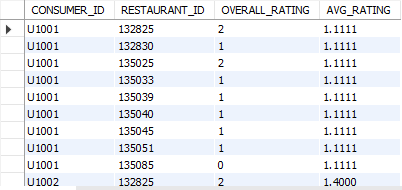 CONSUMER_ID RESTAURANT_ID OVERALL_RATING AVG_RATING
U1001 132825 2 1.1111
U1001 132830 1 1.1111
U1001 135025 2 1.1111
U1001 135033 1 1.1111
U1001 135039 1 1.1111
U1001 135040 1 1.1111
U1001 135045 1 1.1111
U1001 135051 1 1.1111
U1001 135085 0 1.1111
U1002 132825 2 1.4000